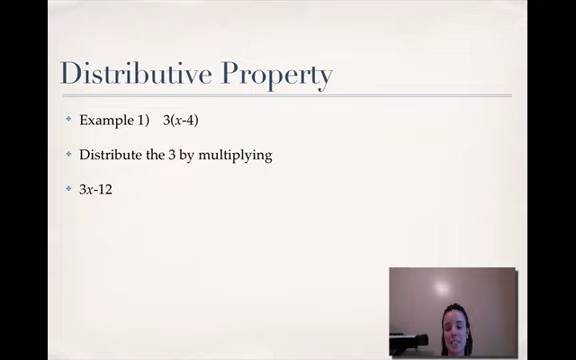 Distributive Property
Example 1) 3(x-4)
Distribute the 3 by multiplying
3x-12